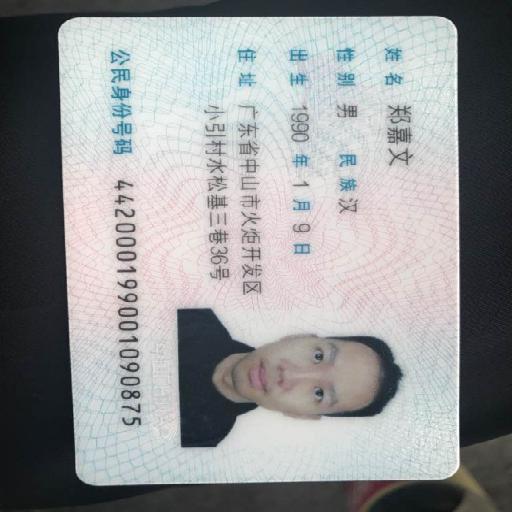 姓名 郑嘉文
性别 男 民族 汉
出生 1990 年 1 月 9 日
住址 广东省中山市火炬开发区
小引村水松基三巷36号
公民身份号码 442000199001090875